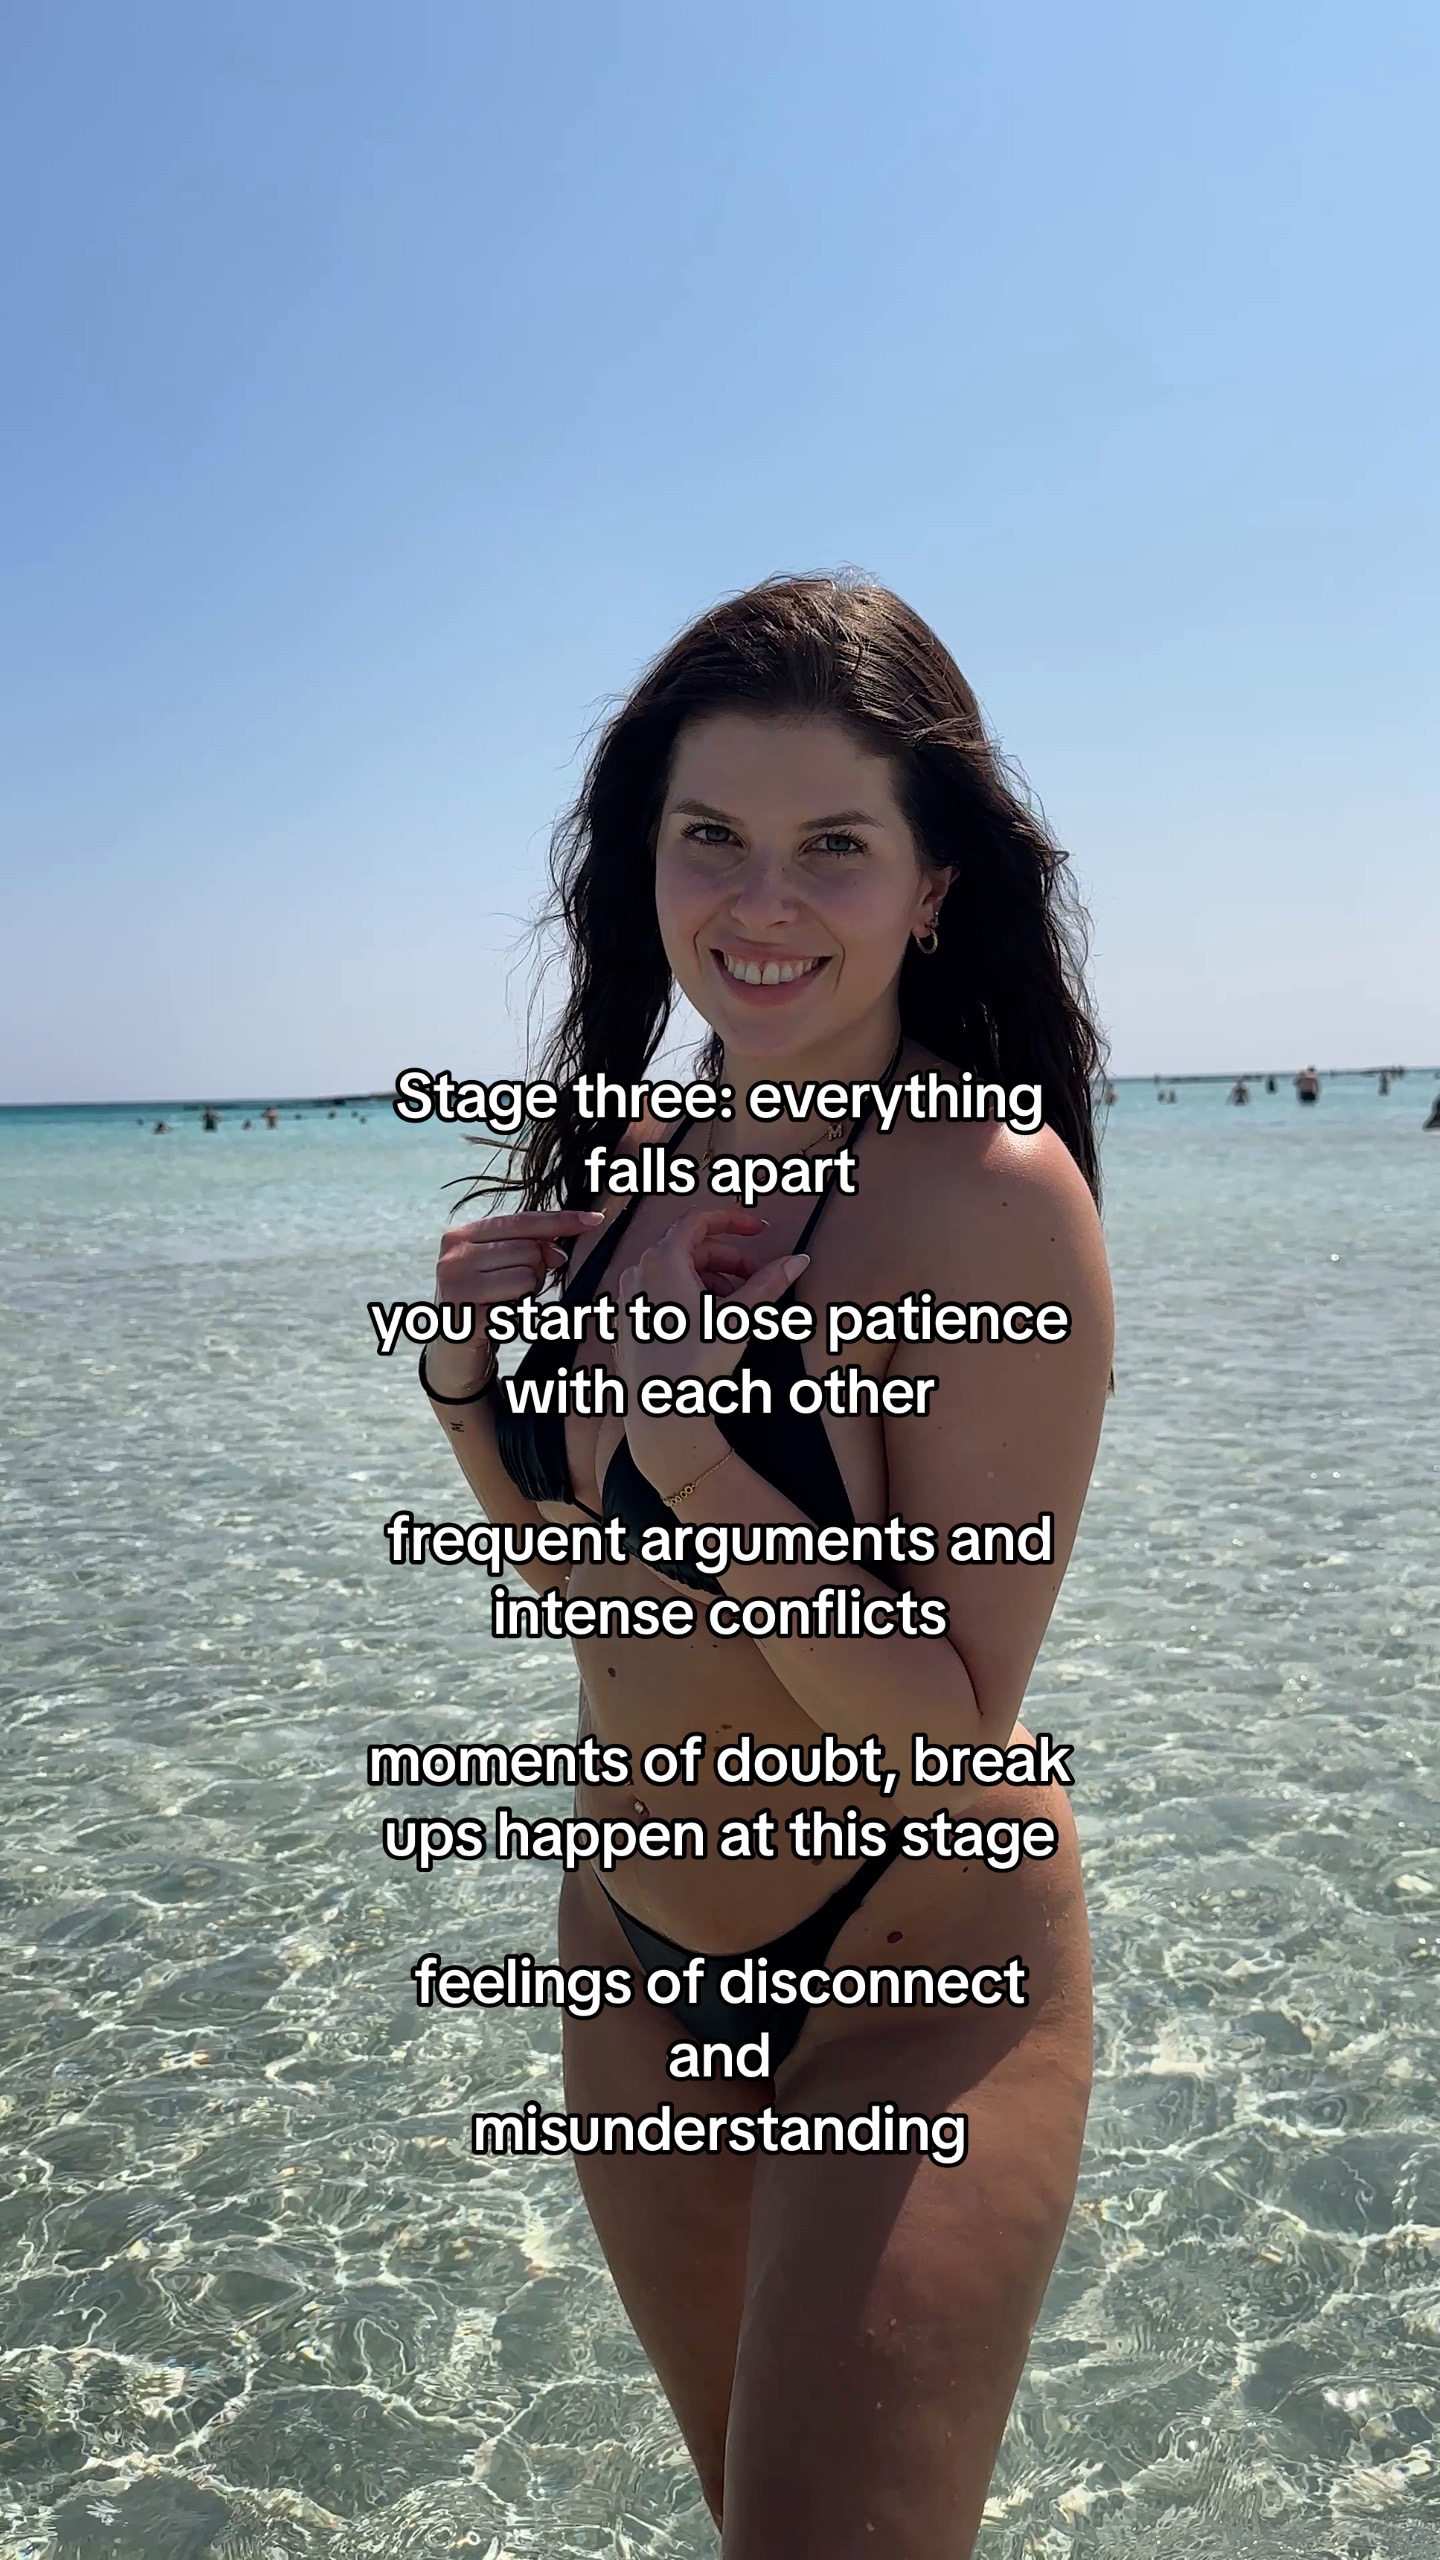 Stage three: everything
falls apart
you start to lose patience
with each other
frequent arguments and
intense conflicts
moments of doubt, break
ups happen at this stage
feelings of disconnect
and
misunderstanding